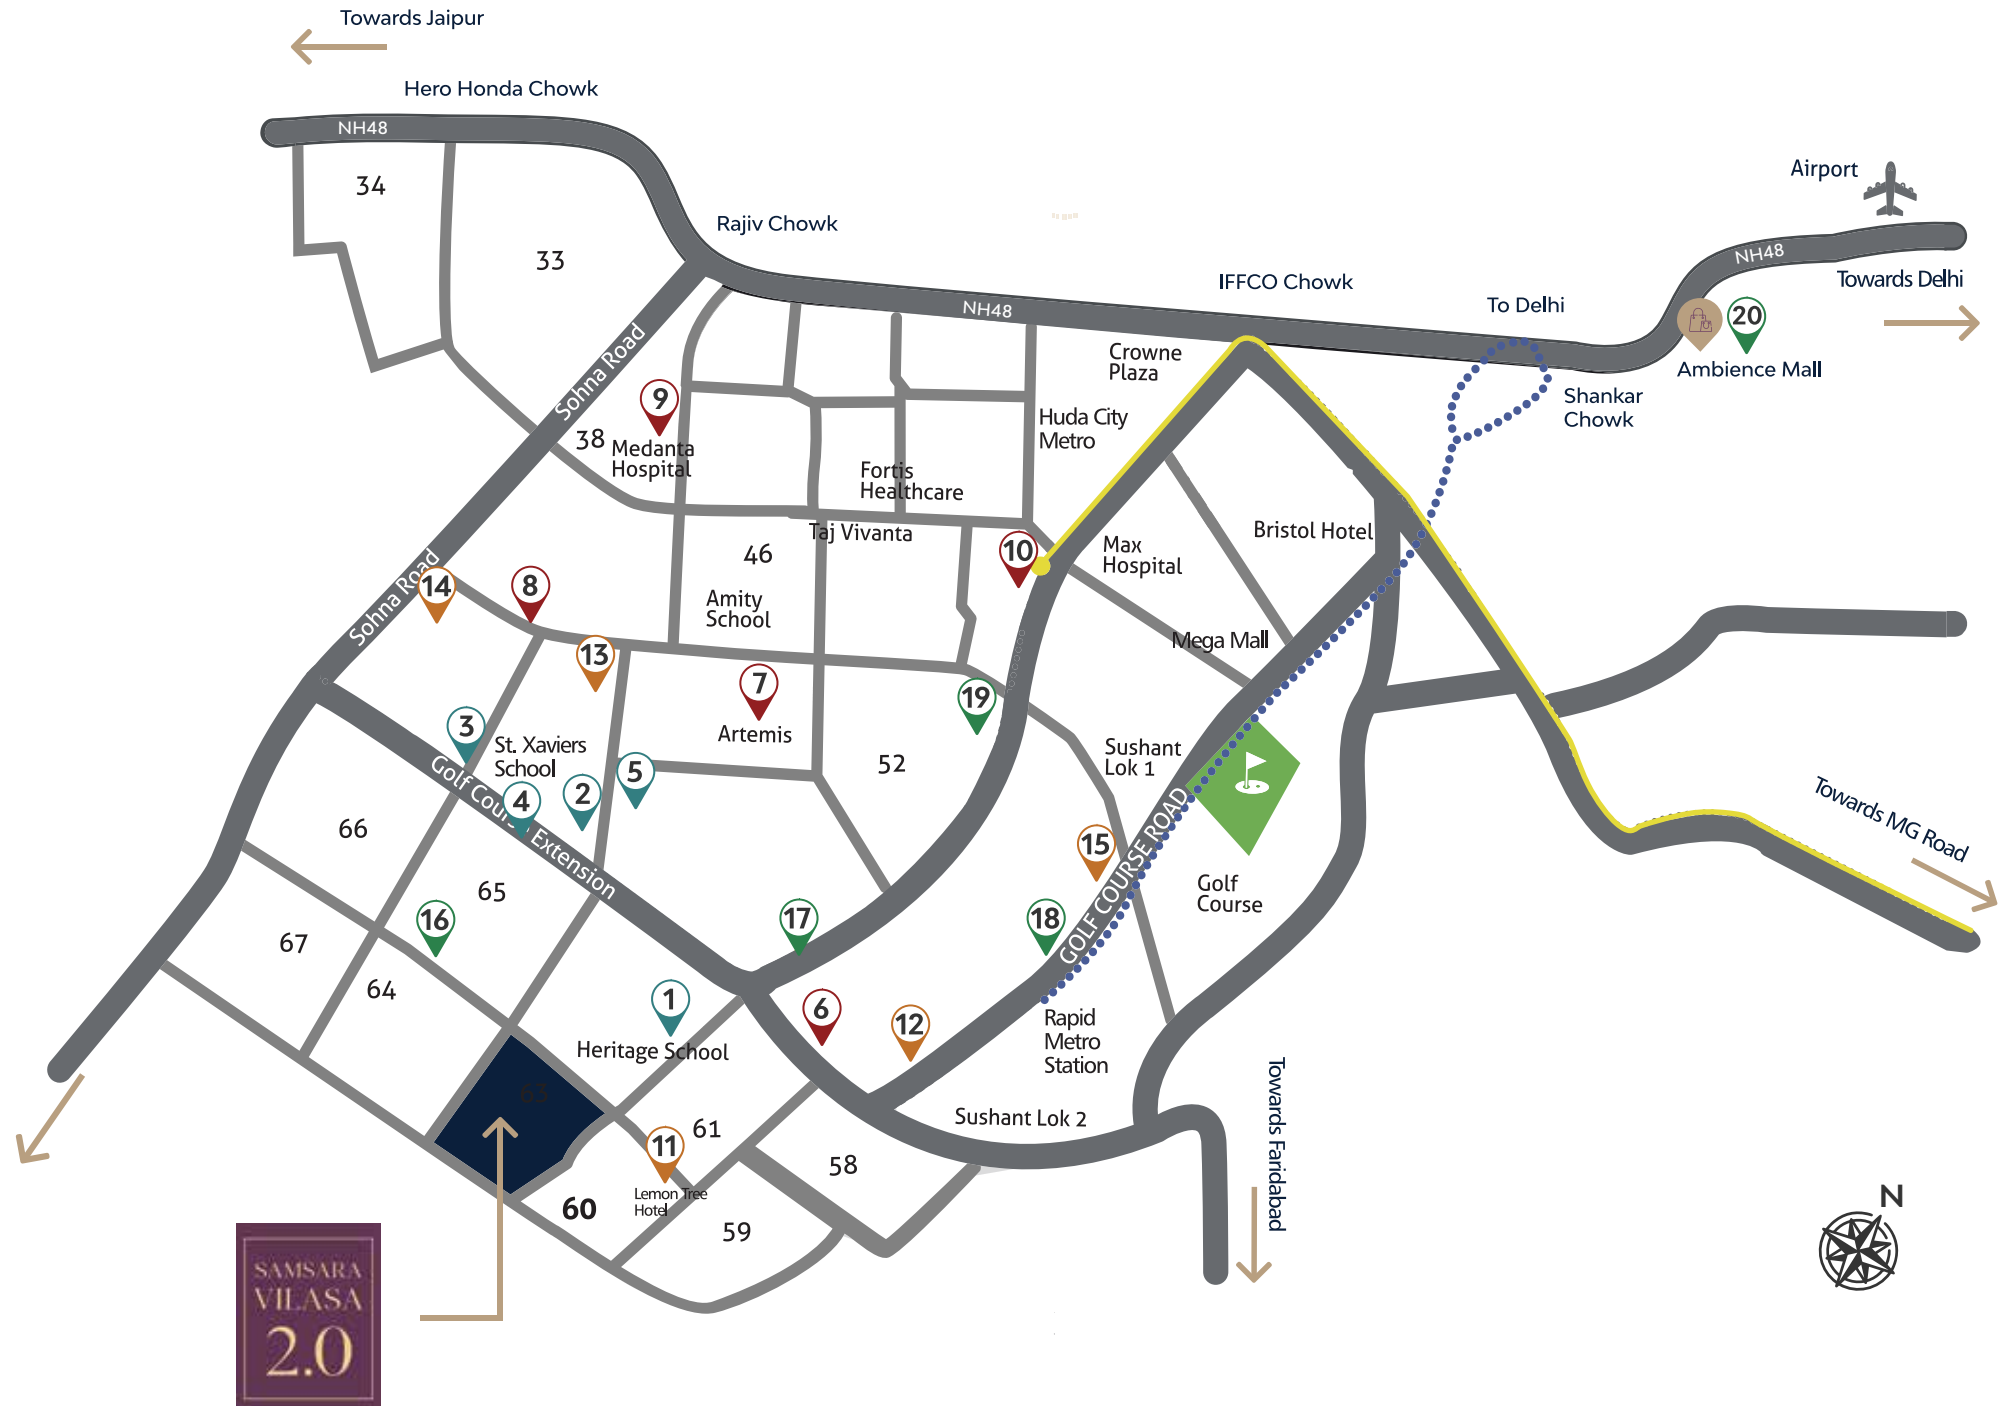 Towards Jaipur
Hero Honda Chowk
NH48
34
33
Rajiv Chowk
Airport
NH48
Towards Delhi
IFFCO Chowk
To Delhi
NH48
20
Ambience Mall
Shankar
Chowk
Crowne
Plaza
Sohna Road
9
38
Medanta
Hospital
Huda City
Metro
Fortis
Healthcare
Taj Vivanta
Bristol Hotel
46
10
Max
Hospital
Sohna Road
14
8
Amity
School
Mega Mall
13
7
Artemis
19
3
St. Xaviers
School
5
52
Sushant
Lok 1
2
4
Golf Course Extension
66
GOLF COURSE ROAD
Towards MG Road
15
65
Golf
Course
16
17
18
67
64
1
Heritage School
6
12
Rapid
Metro
Station
63
61
11
Sushant Lok 2
Towards Faridabad
58
Lemon Tree
Hotel
60
59
N
SAMSARA
VILASA
2.0